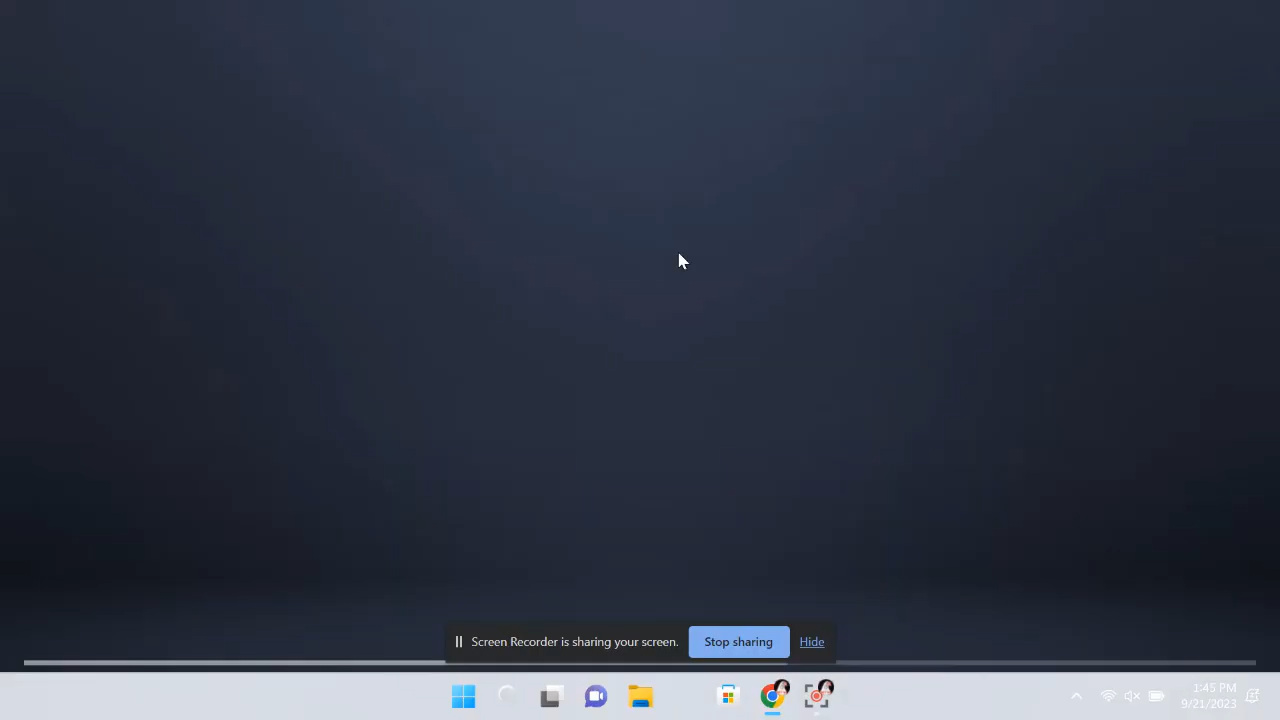 Screen Recorder is sharing your screen.
Stop sharing
Hide
1:45 PM
9/21/2023